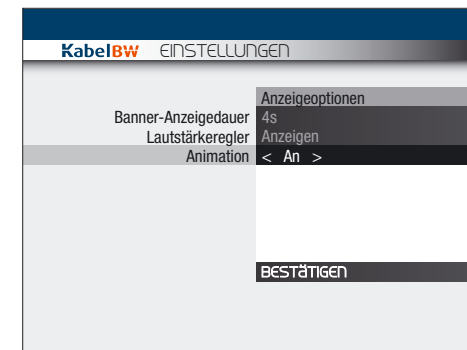 KabelBW EINSTELLUNGEN
Anzeigeoptionen
Banner-Anzeigedauer 4s
Lautstärkeregler Anzeigen
Animation < An >
BESTÄTIGEN